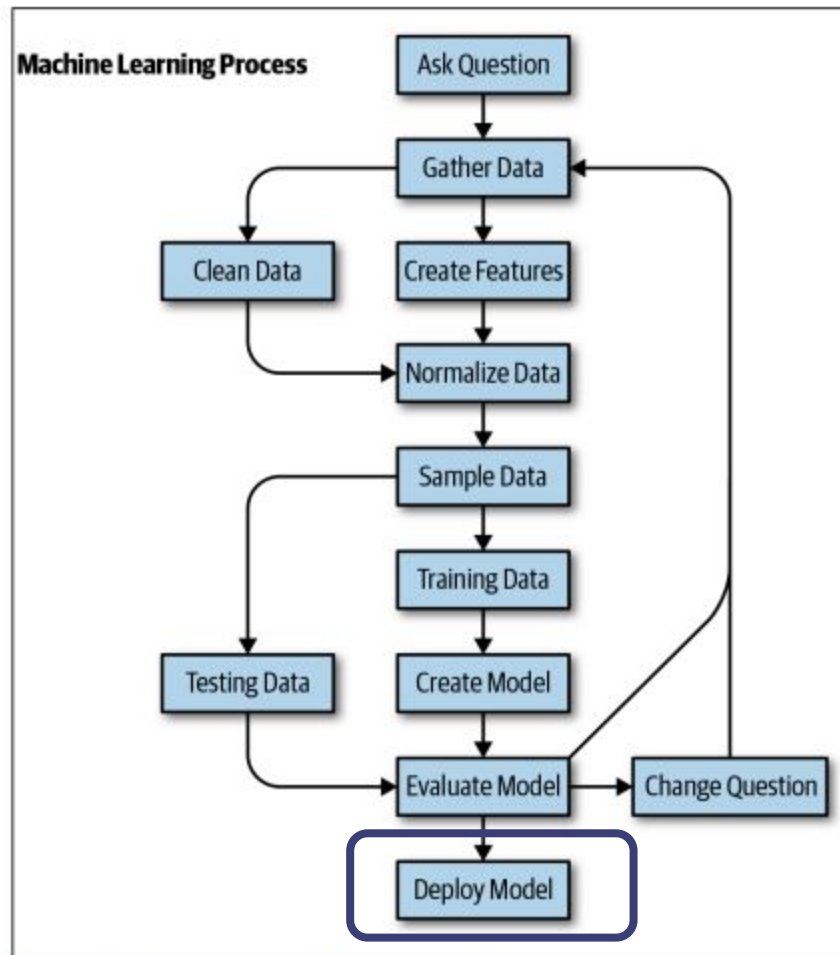 Machine Learning Process
Ask Question
Gather Data
Clean Data
Create Features
Normalize Data
Sample Data
Training Data
Testing Data
Create Model
Evaluate Model
Change Question
Deploy Model